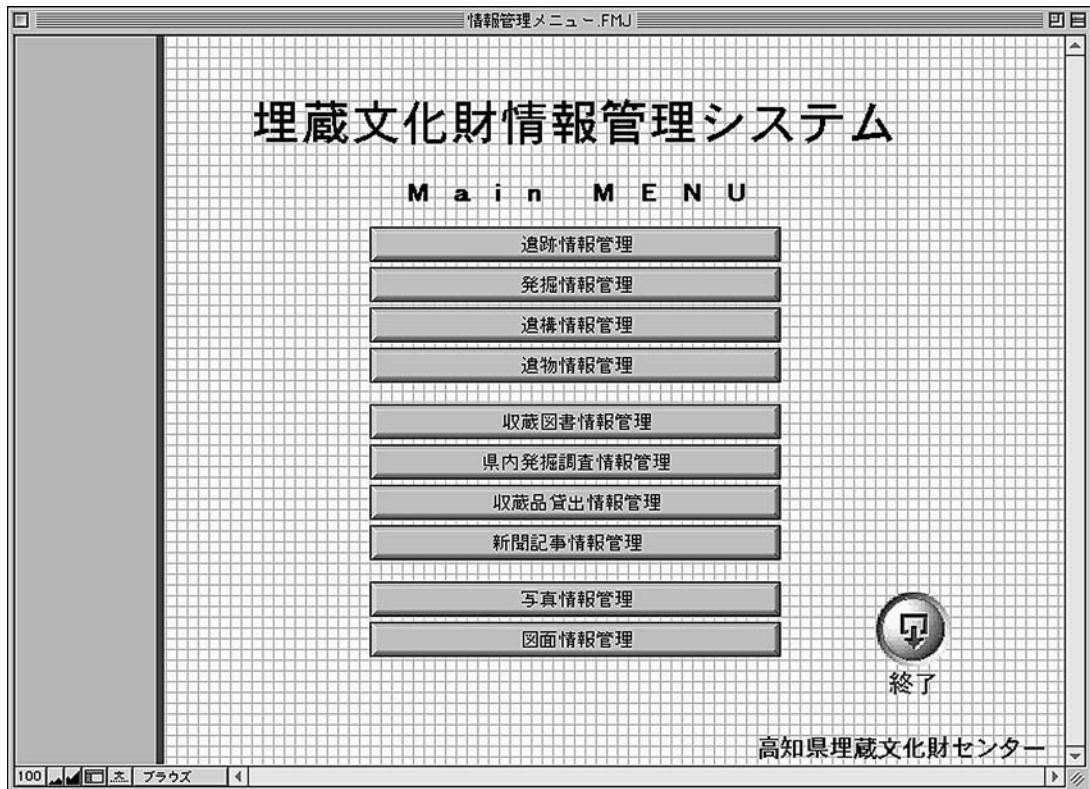 情報管理メニュー.FMJ
埋蔵文化財情報管理システム
Main MENU
遺跡情報管理
発掘情報管理
遺構情報管理
遺物情報管理
収蔵図書情報管理
県内発掘調査情報管理
収蔵品貸出情報管理
新聞記事情報管理
写真情報管理
図面情報管理
終了
高知県埋蔵文化財センター
100
ブラウズ